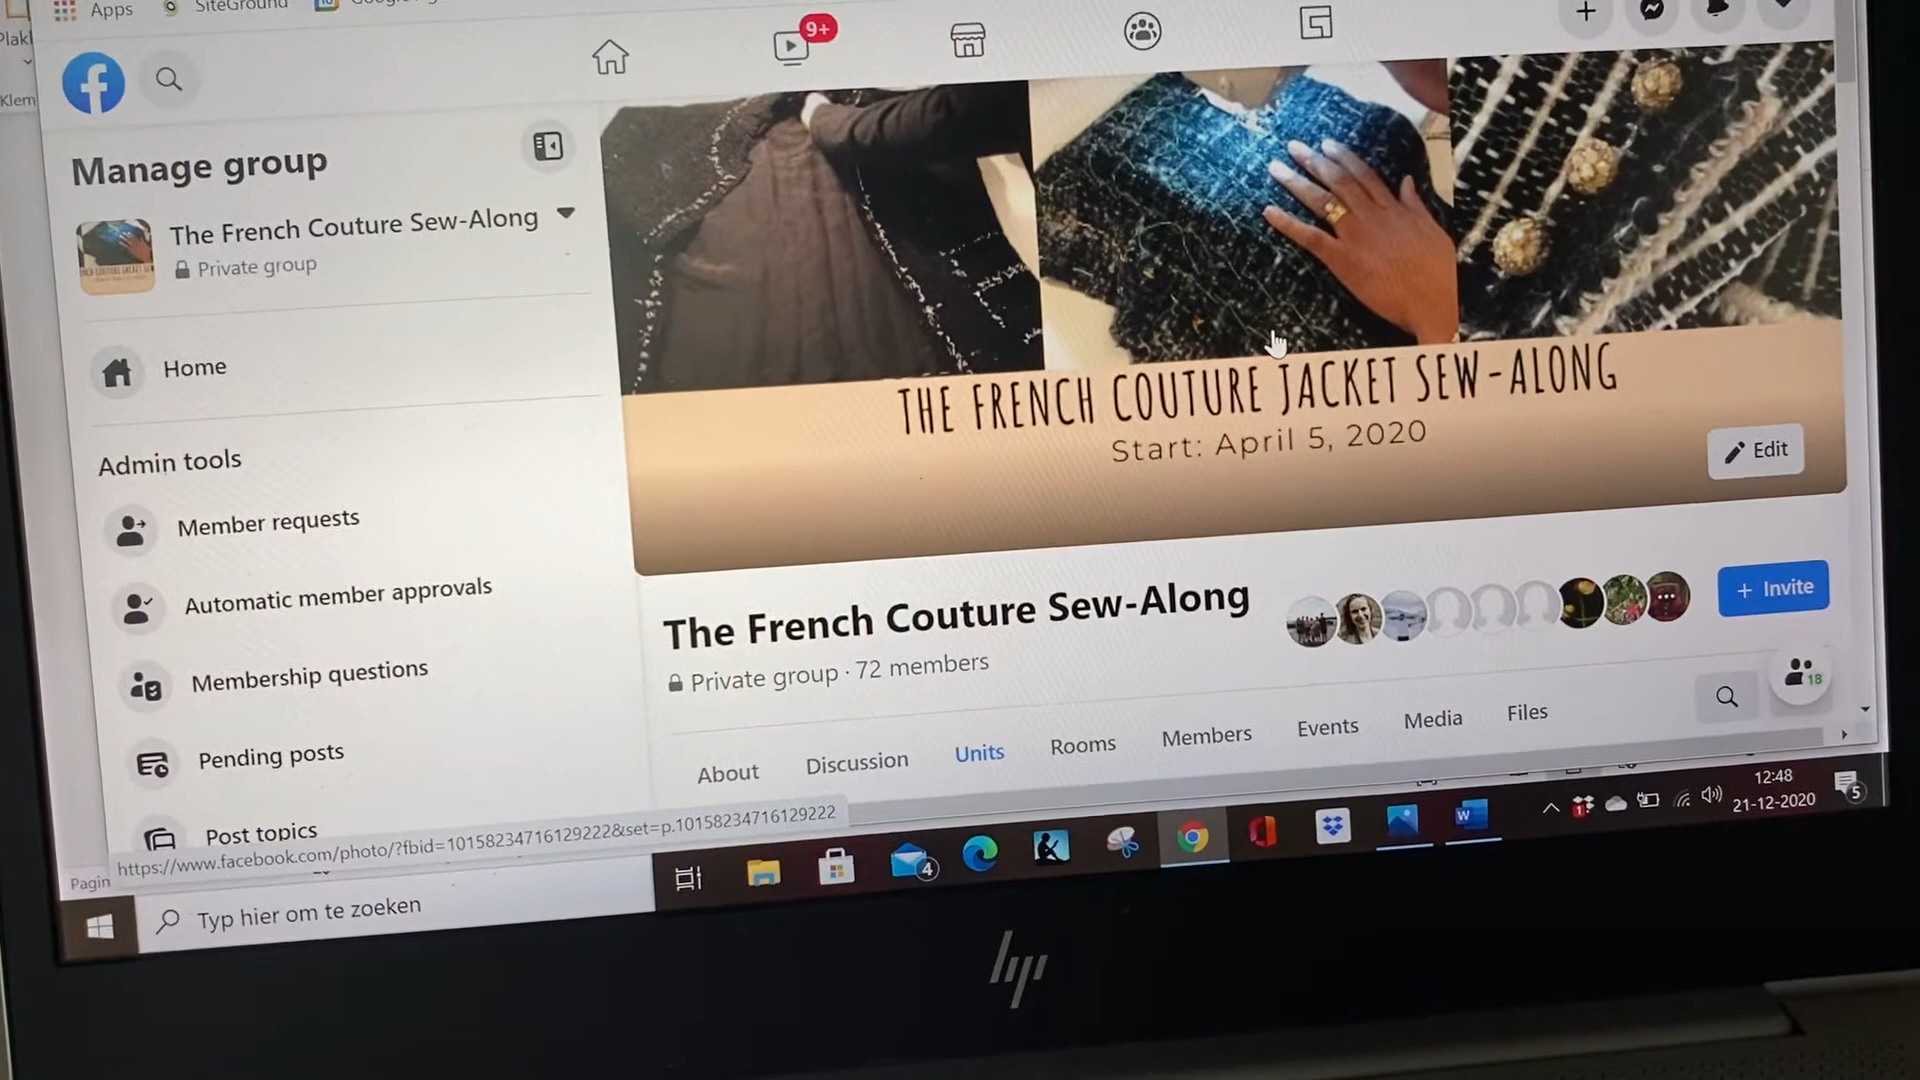 Apps
SiteGround
Plakk
Klem
9+
Manage group
The French Couture Sew-Along
Private group
Home
Admin tools
Member requests
Automatic member approvals
Membership questions
Pending posts
Post topics
THE FRENCH COUTURE JACKET SEW-ALONG
Start: April 5, 2020
Edit
The French Couture Sew-Along
Private group · 72 members
+ Invite
18
About Discussion Units Rooms Members Events Media Files
https://www.facebook.com/photo/?fbid=10158234716129222&set=p.10158234716129222
Pagin
Typ hier om te zoeken
4
W
1
12:48
21-12-2020
5
hp